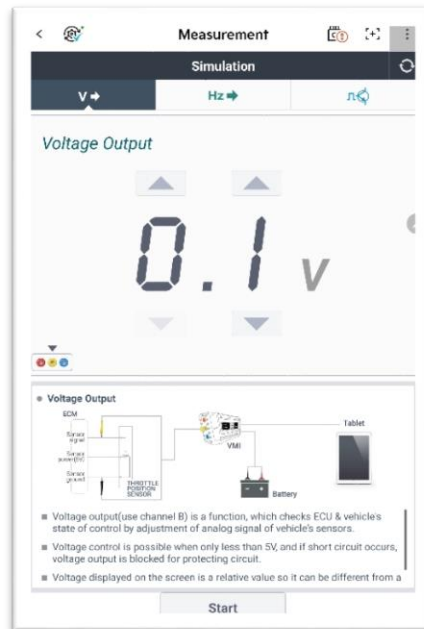 Measurement
Simulation
V
Hz
Voltage Output
0.1 V
Voltage Output
ECM
Tablet
Sensor signal
VMI
Sensor
Sensor ground
THROTTLE POSITION SENSOR
Battery
Voltage output(use channel B) is a function, which checks ECU & vehicle's
state of control by adjustment of analog signal of vehicle's sensors.
Voltage control is possible when only less than 5V, and if short circuit occurs,
voltage output is blocked for protecting circuit.
Voltage displayed on the screen is a relative value so it can be different from a
Start